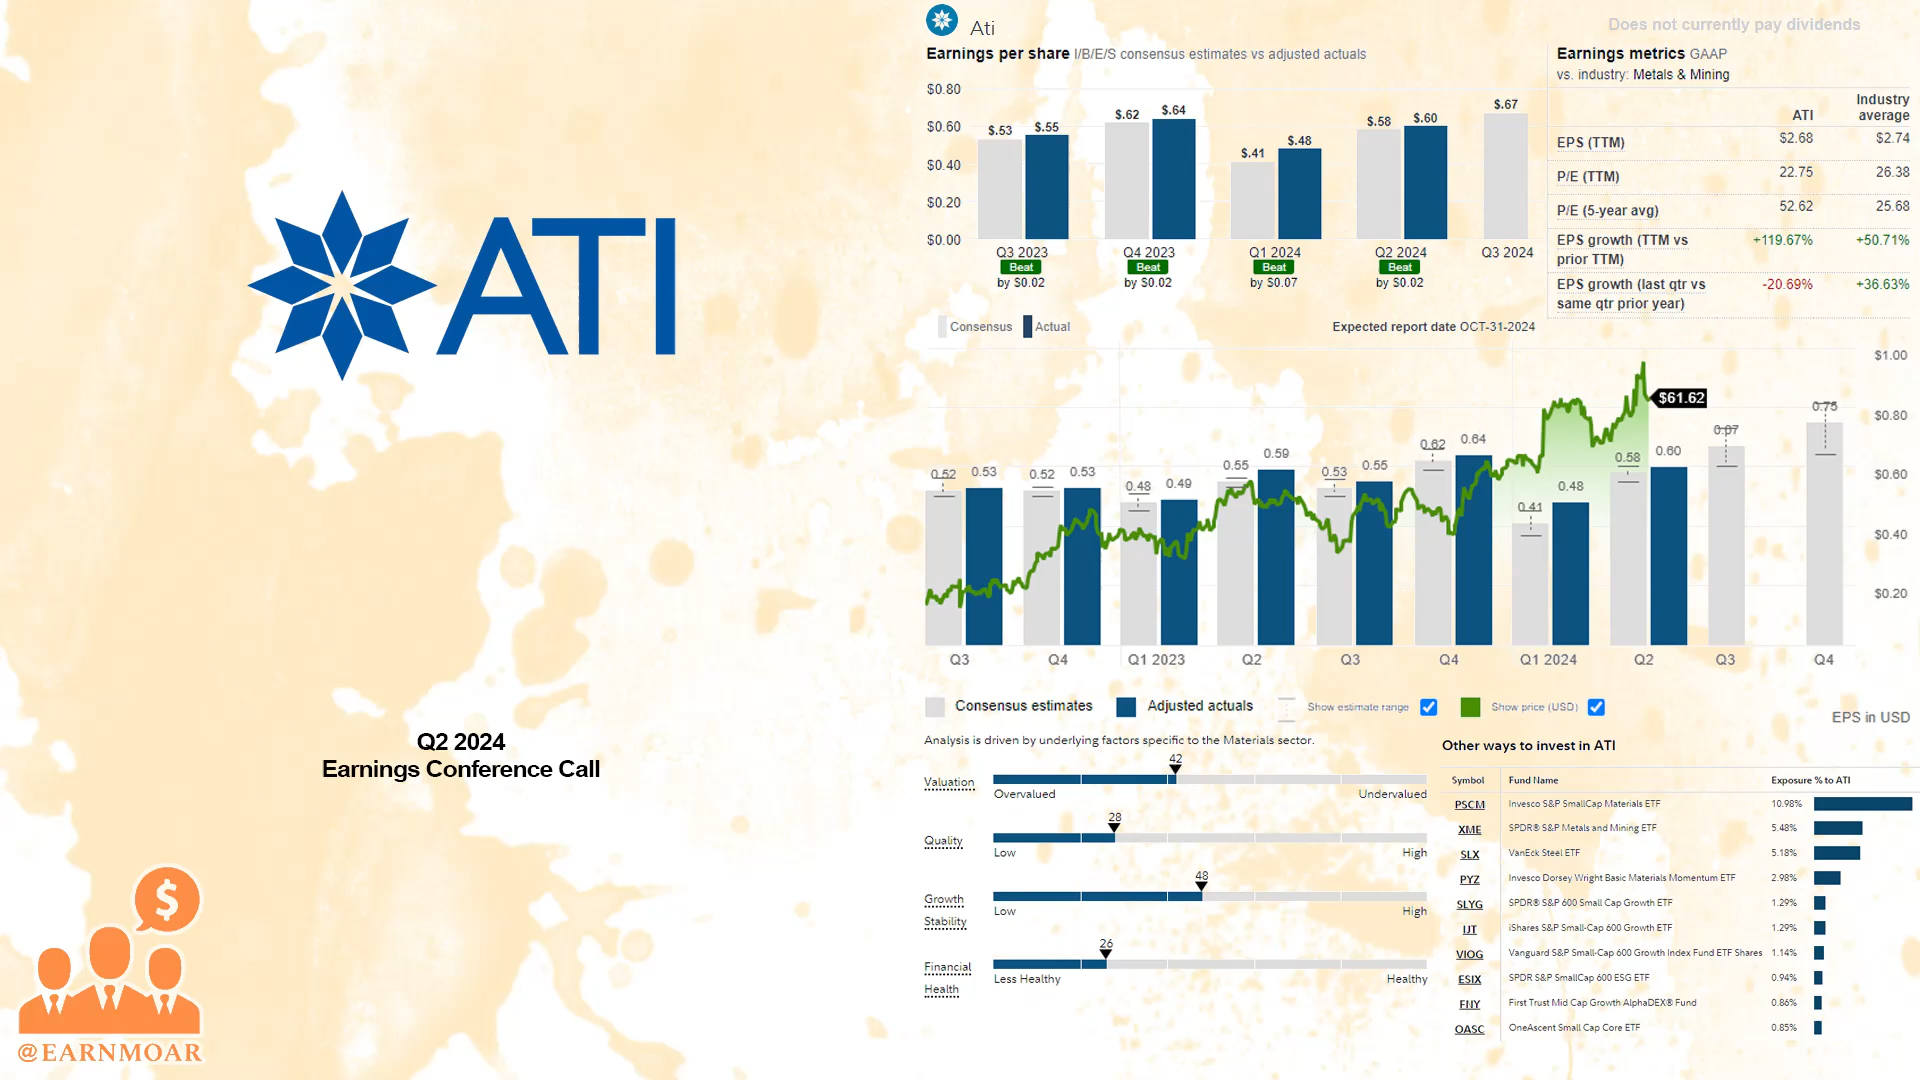 ATI
Q2 2024
Earnings Conference Call
$
@EARNMOAR
Ati
Does not currently pay dividends
Earnings per share I/B/E/S consensus estimates vs adjusted actuals
$0.80
$0.60
$0.40
$0.20
$0.00
$.53
$.55
$.62
$.64
$.41
$.48
$.58
$.60
$.67
Q3 2023
Beat
by $0.02
Q4 2023
Beat
by $0.02
Q1 2024
Beat
by $0.07
Q2 2024
Beat
by $0.02
Q3 2024
Consensus
Actual
Expected report date OCT-31-2024
Earnings metrics GAAP
vs. industry: Metals & Mining
ATI
Industry
average
EPS (TTM) $2.68 $2.74
P/E (TTM) 22.75 26.38
P/E (5-year avg) 52.62 25.68
EPS growth (TTM vs
prior TTM) +119.67% +50.71%
EPS growth (last qtr vs
same qtr prior year) -20.69% +36.63%
$1.00
$0.80
$0.60
$0.40
$0.20
$61.62
0.52 0.53
0.52 0.53
0.48 0.49
0.55 0.59
0.53 0.55
0.62 0.64
0.41 0.48
0.58 0.60
0.67
0.75
Q3 Q4 Q1 2023 Q2 Q3 Q4 Q1 2024 Q2 Q3 Q4
Consensus estimates Adjusted actuals Show estimate range Show price (USD)
EPS in USD
Analysis is driven by underlying factors specific to the Materials sector.
Valuation
42
Overvalued Undervalued
Quality
28
Low High
Growth
Stability
48
Low High
Financial
Health
26
Less Healthy Healthy
Other ways to invest in ATI
Symbol Fund Name Exposure % to ATI
PSCM Invesco S&P SmallCap Materials ETF 10.98%
XME SPDR® S&P Metals and Mining ETF 5.48%
SLX VanEck Steel ETF 5.18%
PYZ Invesco Dorsey Wright Basic Materials Momentum ETF 2.98%
SLYG SPDR® S&P 600 Small Cap Growth ETF 1.29%
IJT iShares S&P Small-Cap 600 Growth ETF 1.29%
VIOG Vanguard S&P Small-Cap 600 Growth Index Fund ETF Shares 1.14%
ESIX SPDR S&P SmallCap 600 ESG ETF 0.94%
FNY First Trust Mid Cap Growth AlphaDEX® Fund 0.86%
OASC OneAscent Small Cap Core ETF 0.85%